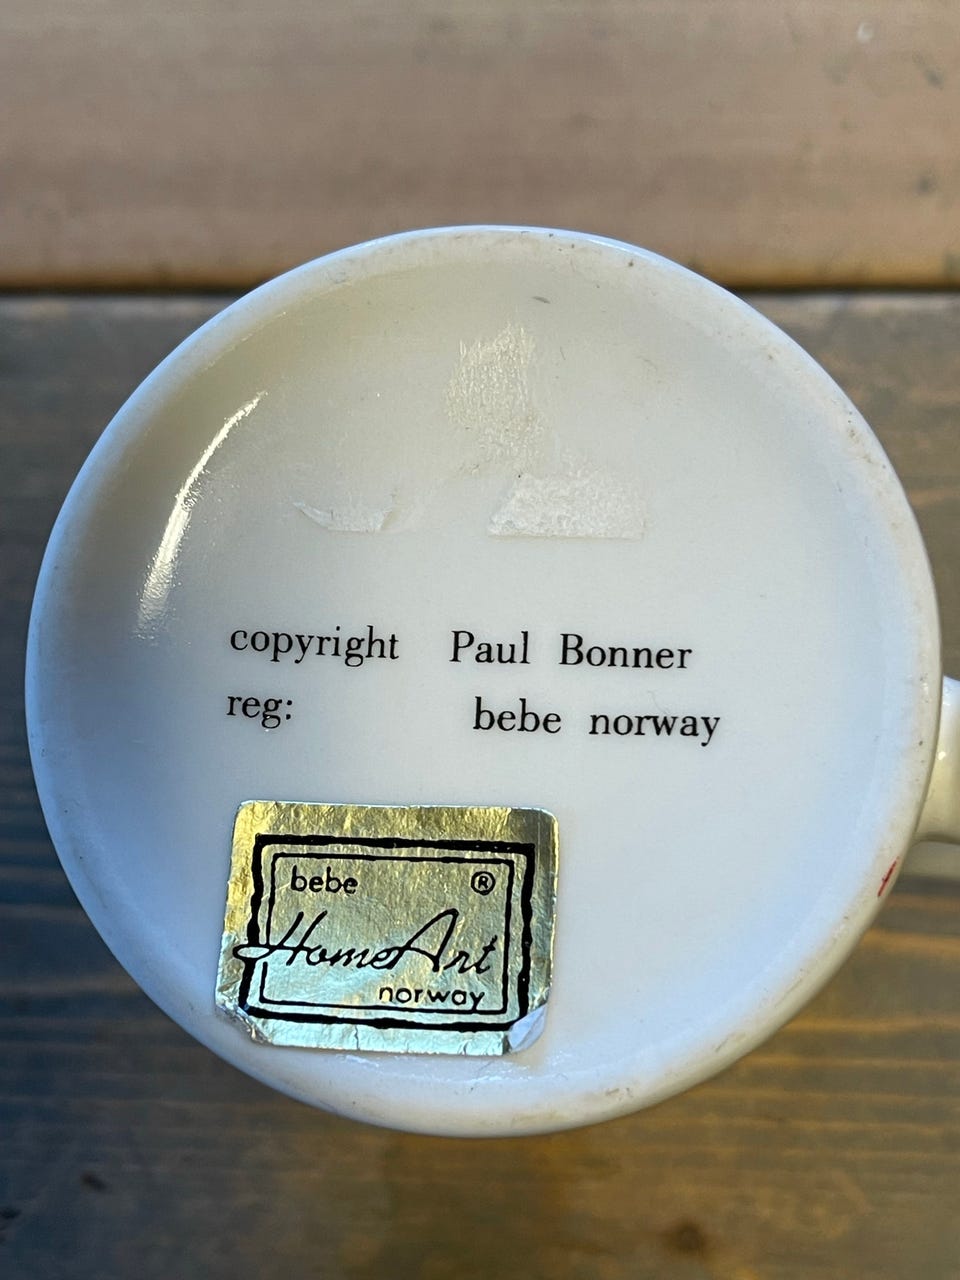 copyright Paul Bonner
reg: bebe norway
bebe ®
HomeArt
norway